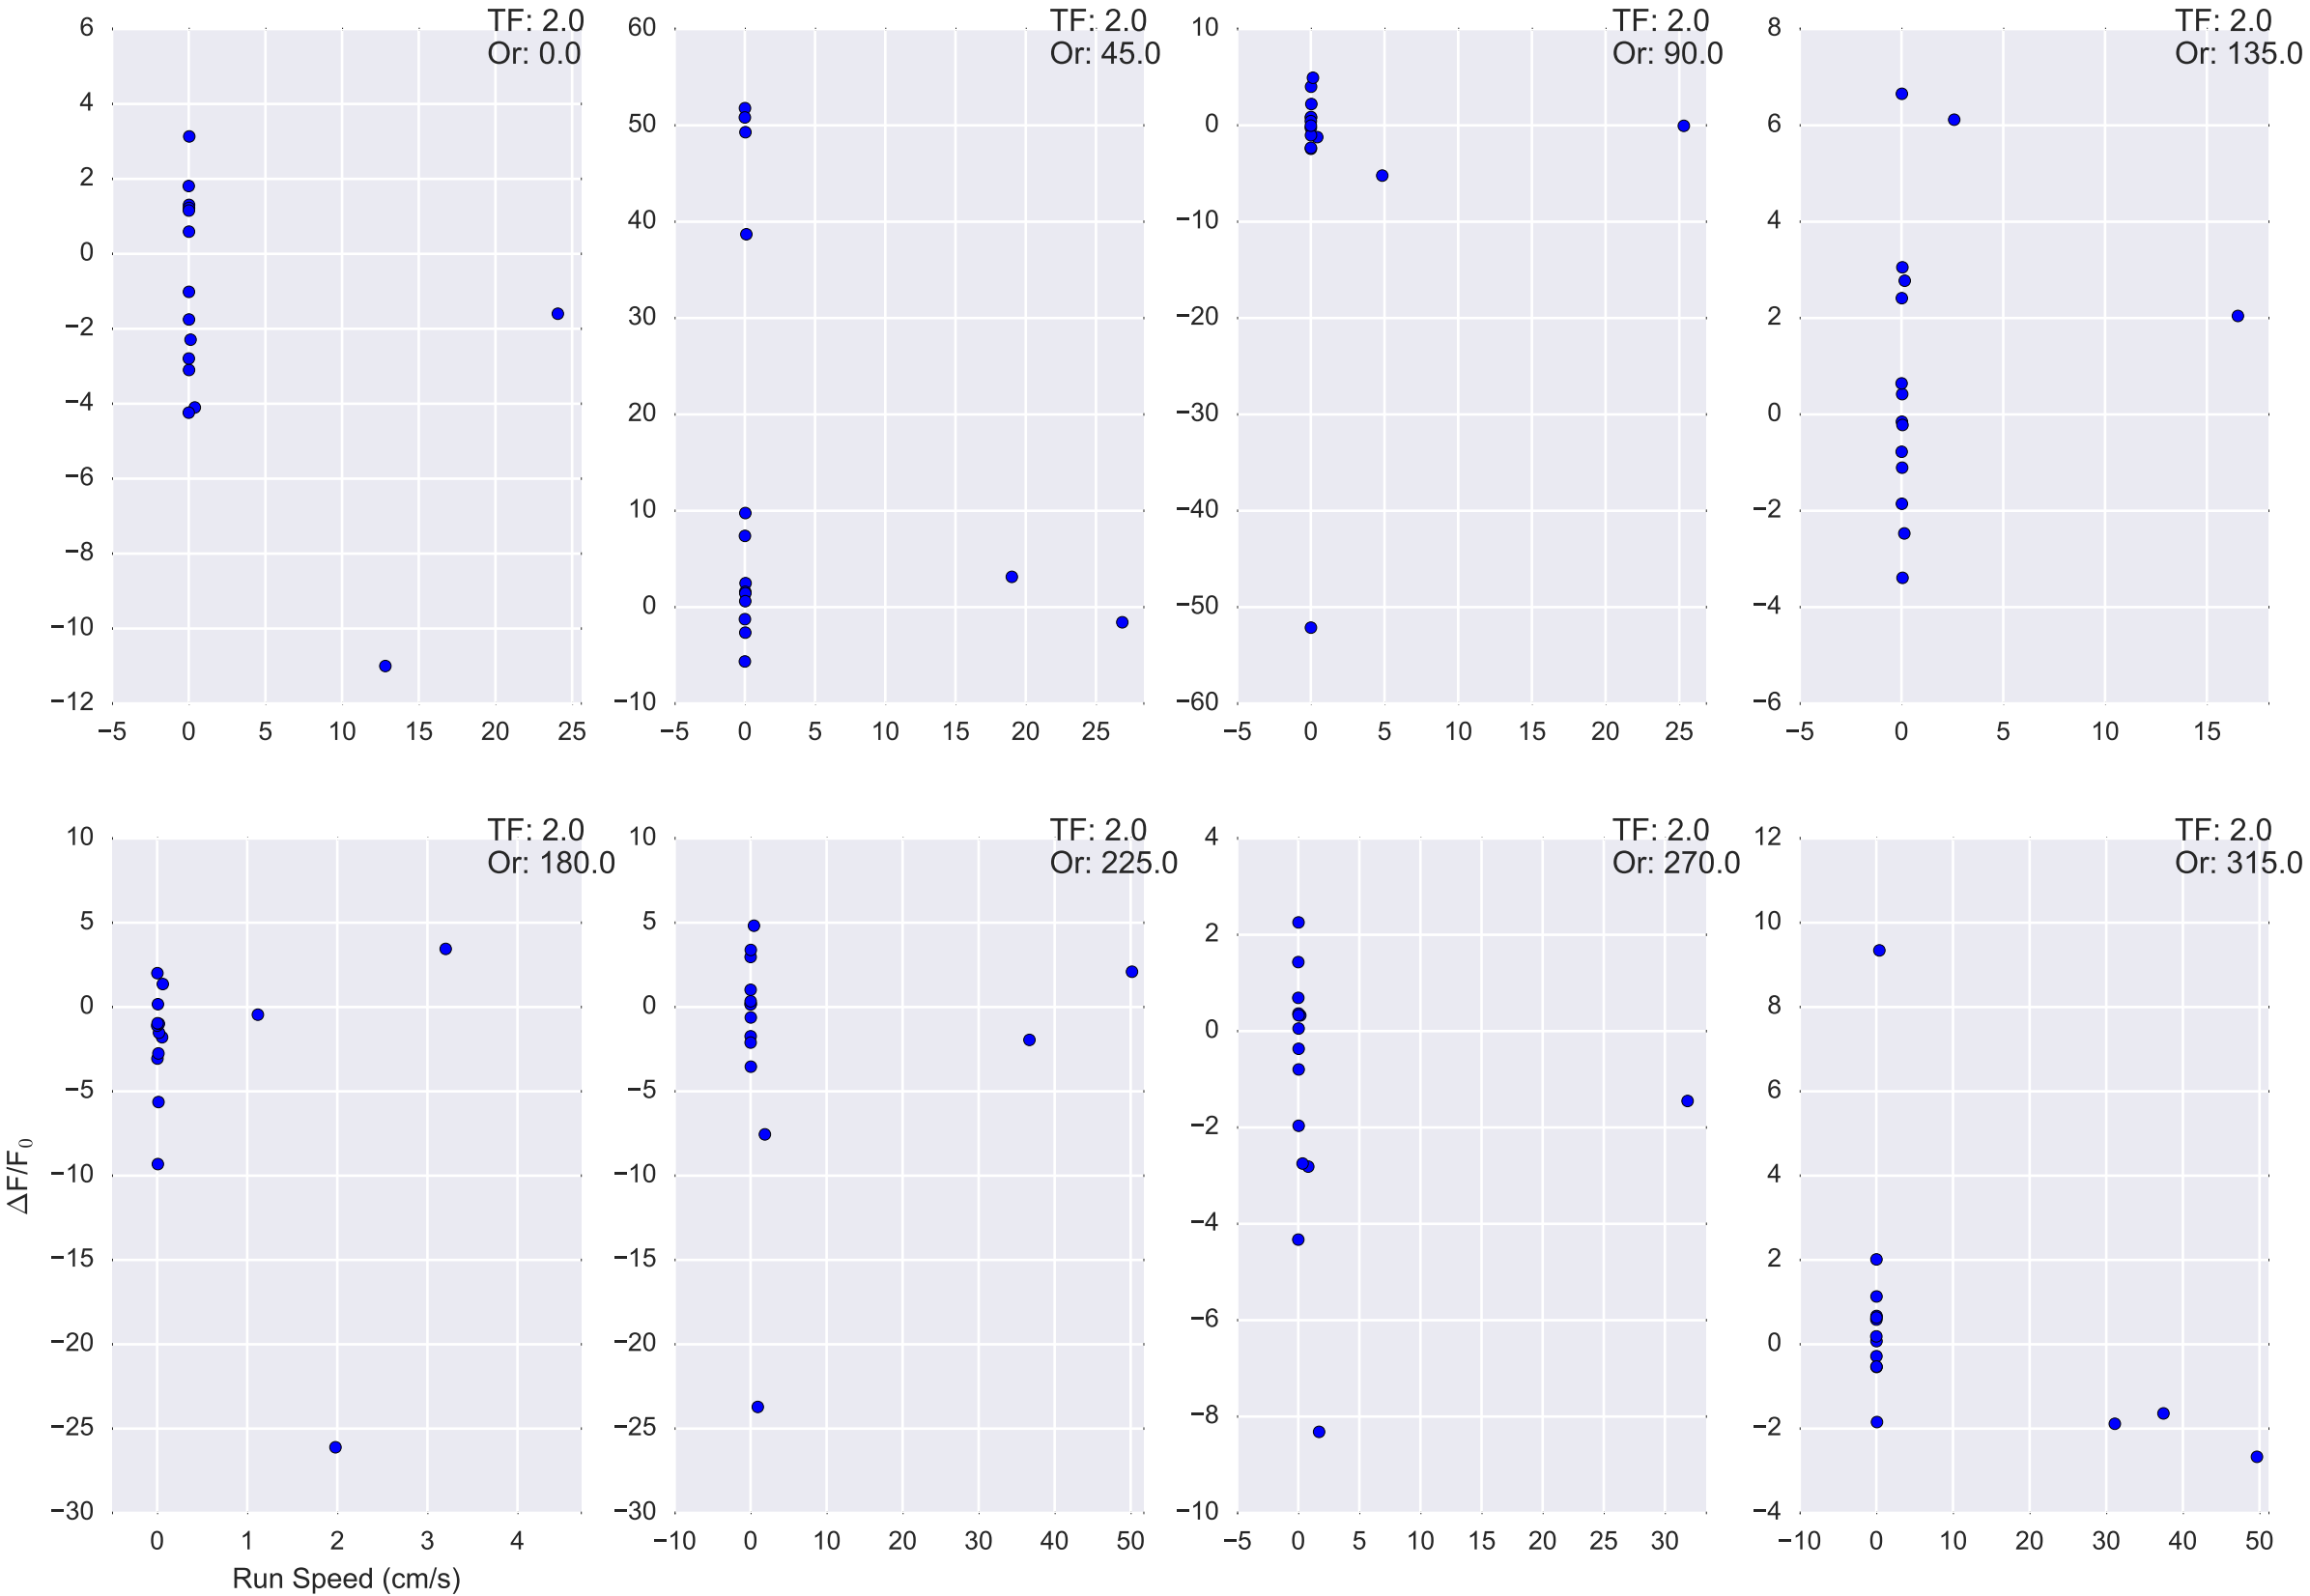 TF: 2.0
Or: 0.0
6
4
2
0
−2
−4
−6
−8
−10
−12
−5 0 5 10 15 20 25
TF: 2.0
Or: 45.0
60
50
40
30
20
10
0
−10
−5 0 5 10 15 20 25
TF: 2.0
Or: 90.0
10
0
−10
−20
−30
−40
−50
−60
−5 0 5 10 15 20 25
TF: 2.0
Or: 135.0
8
6
4
2
0
−2
−4
−6
−5 0 5 10 15
TF: 2.0
Or: 180.0
10
5
0
−5
−10
−15
−20
−25
−30
0 1 2 3 4
ΔF/F₀
Run Speed (cm/s)
TF: 2.0
Or: 225.0
10
5
0
−5
−10
−15
−20
−25
−30
−10 0 10 20 30 40 50
TF: 2.0
Or: 270.0
4
2
0
−2
−4
−6
−8
−10
−5 0 5 10 15 20 25 30
TF: 2.0
Or: 315.0
12
10
8
6
4
2
0
−2
−4
−10 0 10 20 30 40 50